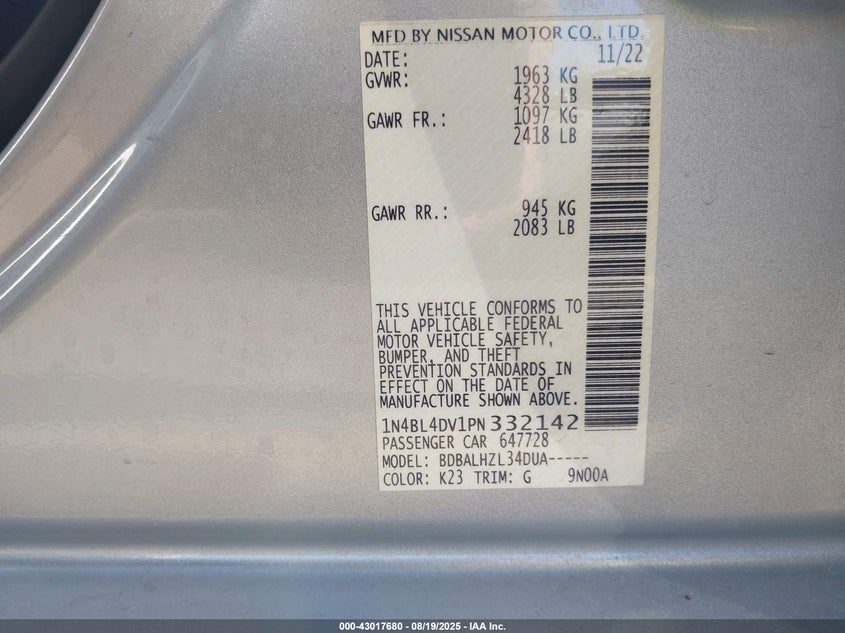 MFD BY NISSAN MOTOR CO., LTD.
DATE: 11/22
GVWR: 1963 KG
4328 LB
GAWR FR.: 1097 KG
2418 LB
GAWR RR.: 945 KG
2083 LB
THIS VEHICLE CONFORMS TO
ALL APPLICABLE FEDERAL
MOTOR VEHICLE SAFETY,
BUMPER, AND THEFT
PREVENTION STANDARDS IN
EFFECT ON THE DATE OF
MANUFACTURE SHOWN ABOVE.
1N4BL4DV1PN332142
PASSENGER CAR 647728
MODEL: BDBALHZL34DUA-----
COLOR: K23 TRIM: G 9N00A
000-43017680 - 08/19/2025 - IAA Inc.